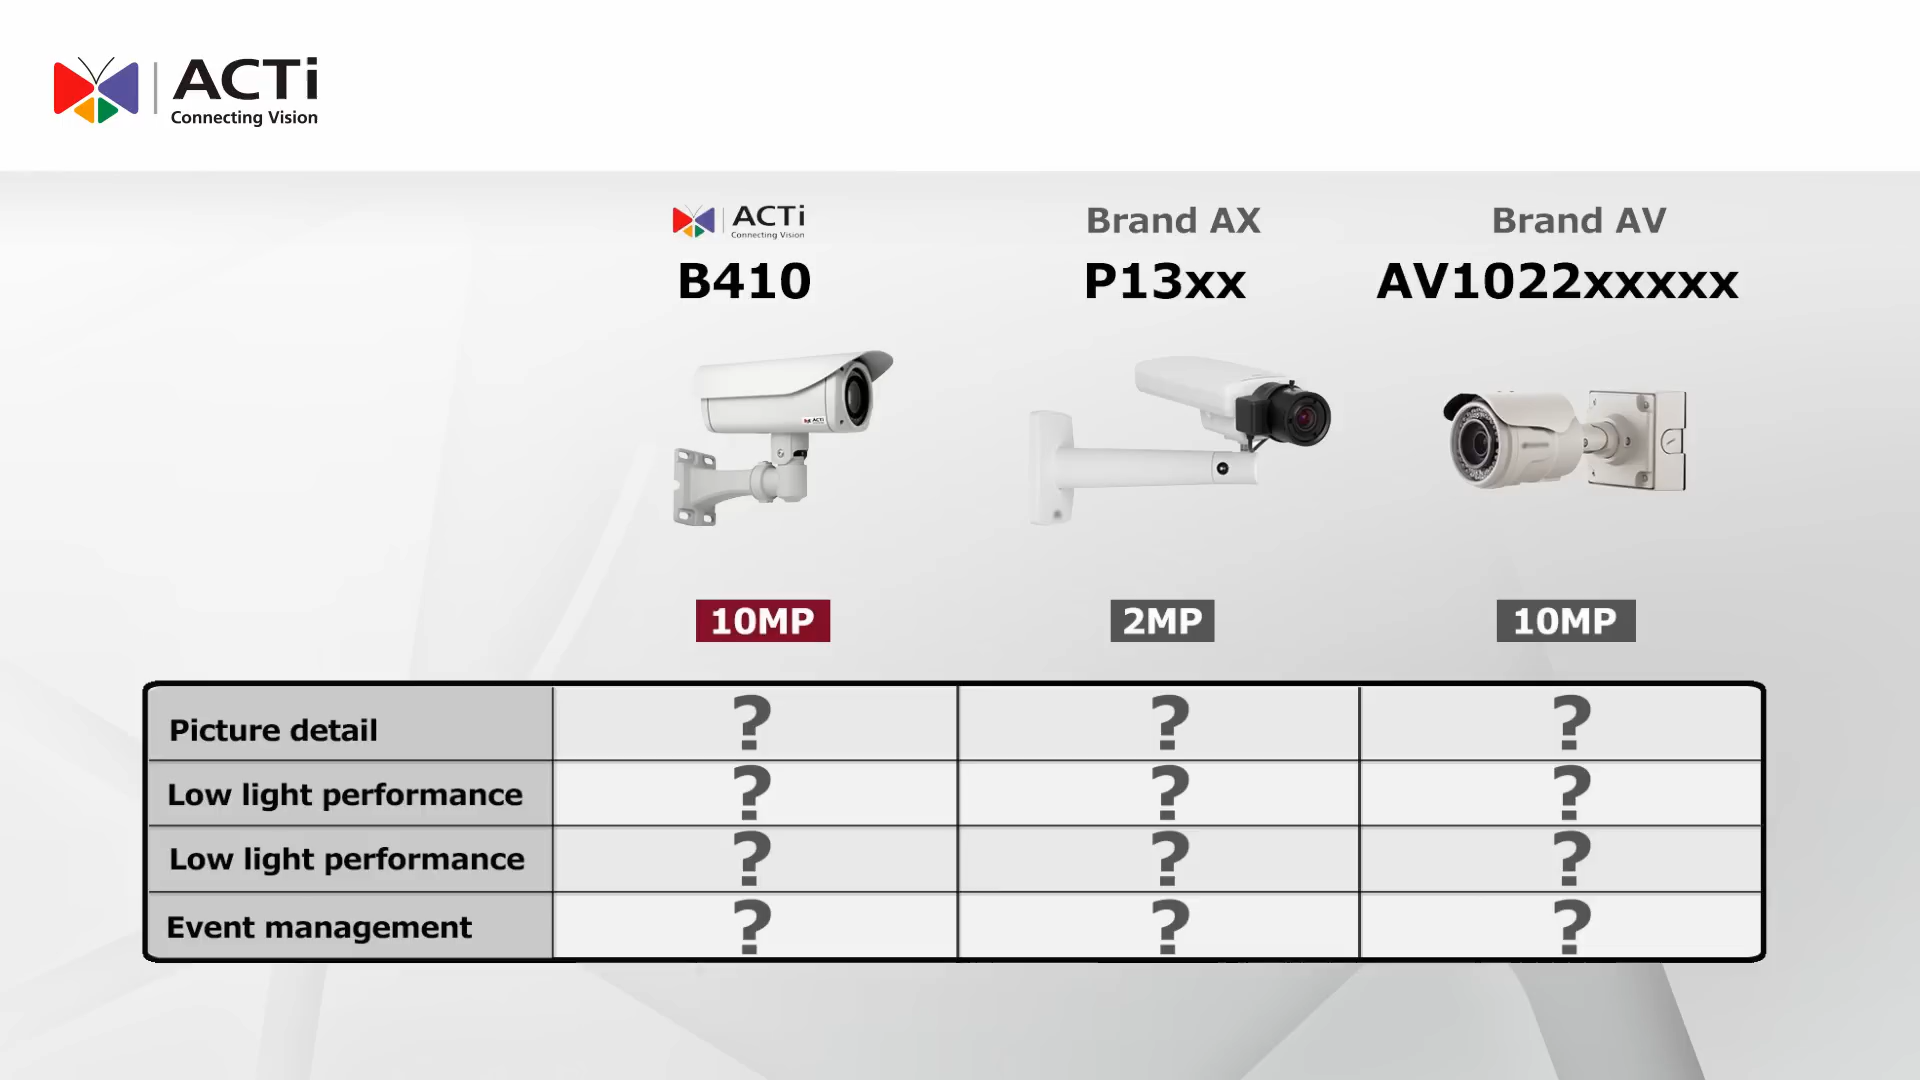 ACTi
Connecting Vision
ACTi
Connecting Vision
Brand AX
Brand AV
B410
P13xx
AV1022xxxxx
ACTi
10MP
2MP
10MP
Picture detail ? ? ?
Low light performance ? ? ?
Low light performance ? ? ?
Event management ? ? ?